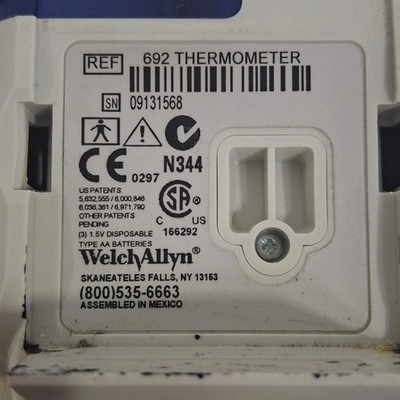 REF 692 THERMOMETER
SN 09131568
CE 0297 N344
US PATENTS
5,632,555 / 6,000,846
6,036,361 / 6,971,790
OTHER PATENTS
PENDING
(3) 1.5V DISPOSABLE
TYPE AA BATTERIES
SA
C US
166292
WelchAllyn®
SKANEATELES FALLS, NY 13153
(800)535-6663
ASSEMBLED IN MEXICO